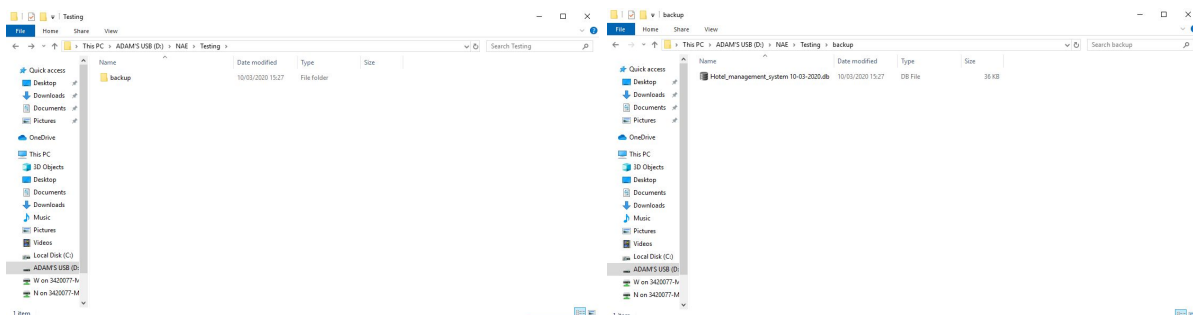 Testing
File Home Share View
This PC > ADAM'S USB (D:) > NAE > Testing >
Search Testing
Name Date modified Type Size
backup 10/03/2020 15:27 File folder
Quick access
Desktop
Downloads
Documents
Pictures
OneDrive
This PC
3D Objects
Desktop
Documents
Downloads
Music
Pictures
Videos
Local Disk (C:)
ADAM'S USB (D:
W on 3420077-M
N on 3420077-M
1 item
backup
File Home Share View
This PC > ADAM'S USB (D:) > NAE > Testing > backup
Search backup
Name Date modified Type Size
Hotel_management_system 10-03-2020.db 10/03/2020 15:27 DB File 36 KB
Quick access
Desktop
Downloads
Documents
Pictures
OneDrive
This PC
3D Objects
Desktop
Documents
Downloads
Music
Pictures
Videos
Local Disk (C:)
ADAM'S USB (D:
W on 3420077-M
N on 3420077-M
1 item